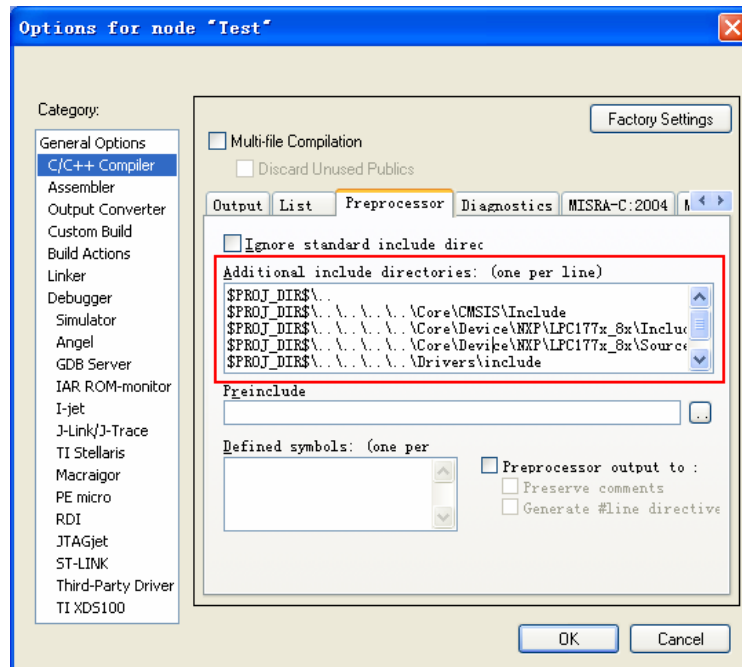 Options for node "Test"
Category:
General Options
C/C++ Compiler
Assembler
Output Converter
Custom Build
Build Actions
Linker
Debugger
Simulator
Angel
GDB Server
IAR ROM-monitor
I-jet
J-Link/J-Trace
TI Stellaris
Macraigor
PE micro
RDI
JTAGjet
ST-LINK
Third-Party Driver
TI XDS100
Factory Settings
Multi-file Compilation
Discard Unused Publics
Output List Preprocessor Diagnostics MISRA-C:2004
Ignore standard include direc
Additional include directories: (one per line)
$PROJ_DIR$\..
$PROJ_DIR$\..\..\..\..\Core\CMSIS\Include
$PROJ_DIR$\..\..\..\..\Core\Device\NXP\LPC177x_8x\Includ
$PROJ_DIR$\..\..\..\..\Core\Device\NXP\LPC177x_8x\Source
$PROJ_DIR$\..\..\..\..\Drivers\include
Preinclude
..
Defined symbols: (one per
Preprocessor output to :
Preserve comments
Generate #line directive
OK Cancel